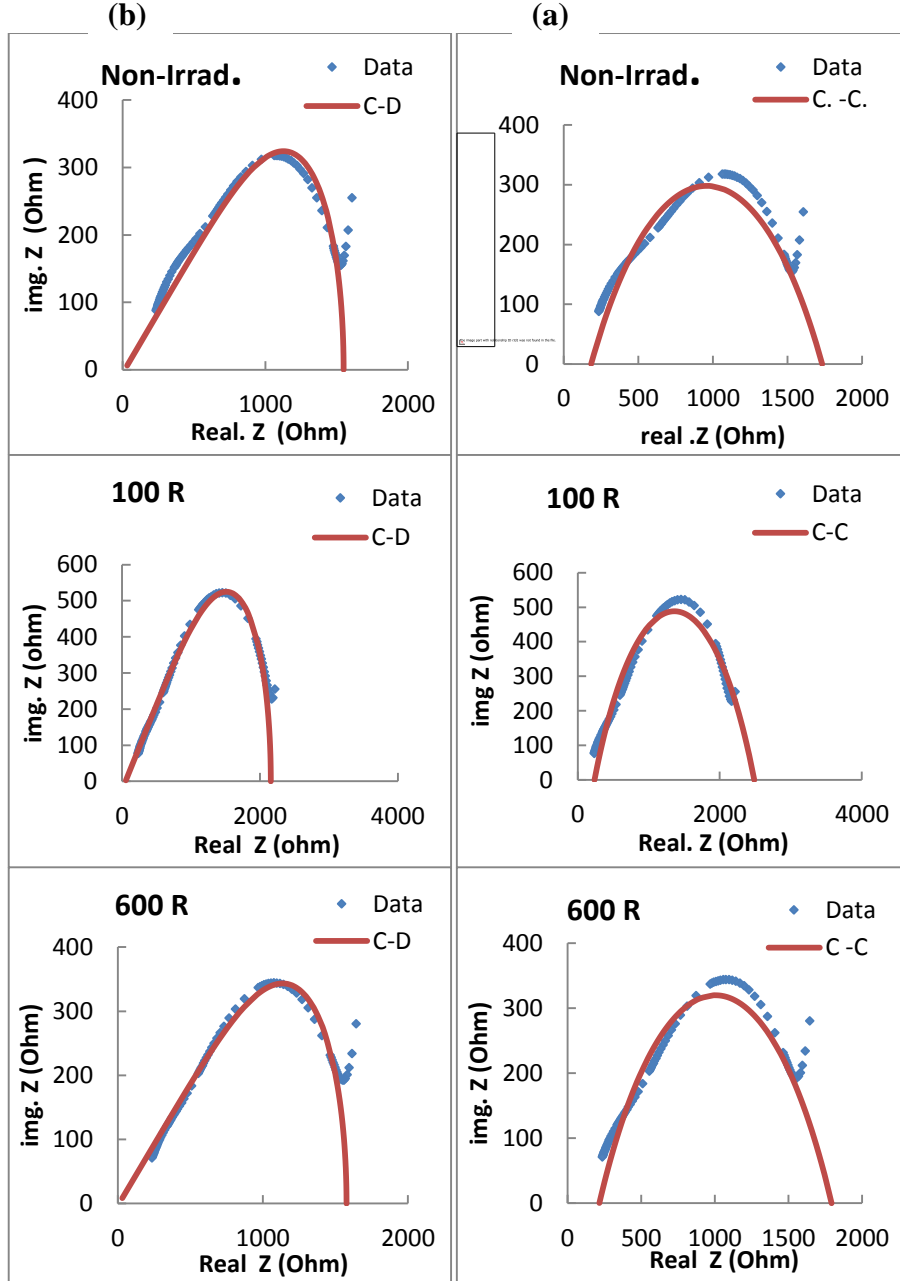 (b)
(a)
Non-Irrad.
Data
C-D
400
300
200
100
0
img. Z (Ohm)
0 1000 2000
Real. Z (Ohm)
Non-Irrad.
Data
C. -C.
400
300
200
100
0
0 500 1000 1500 2000
real .Z (Ohm)
100 R
Data
C-D
600
500
400
300
200
100
0
img. Z (ohm)
0 2000 4000
Real Z (ohm)
100 R
Data
C-C
600
500
400
300
200
100
0
img Z (ohm)
0 2000 4000
Real. Z (Ohm)
600 R
Data
C-D
400
300
200
100
0
img. Z (Ohm)
0 1000 2000
Real Z (Ohm)
600 R
Data
C -C
400
300
200
100
0
img. Z (Ohm)
0 500 1000 1500 2000
Real Z (Ohm)